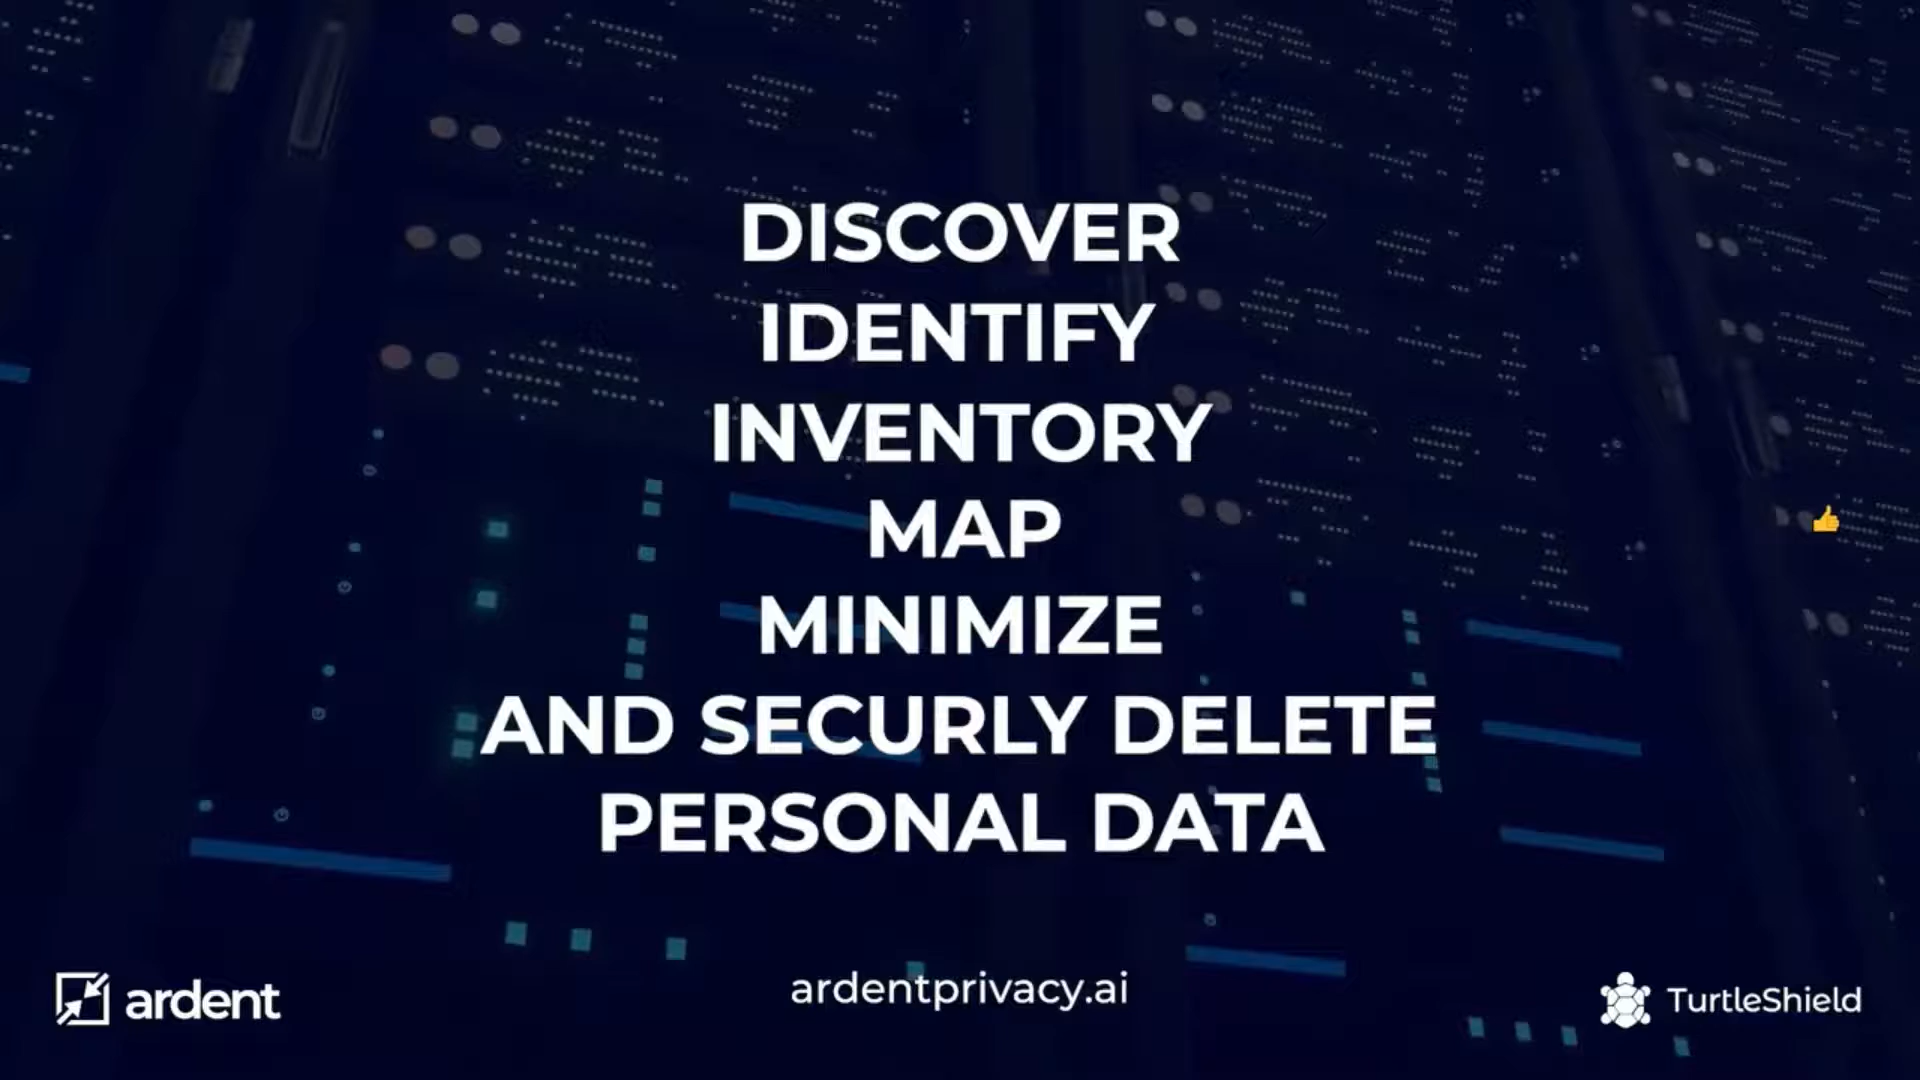 DISCOVER
IDENTIFY
INVENTORY
MAP
MINIMIZE
AND SECURLY DELETE
PERSONAL DATA
ardent
ardentprivacy.ai
TurtleShield